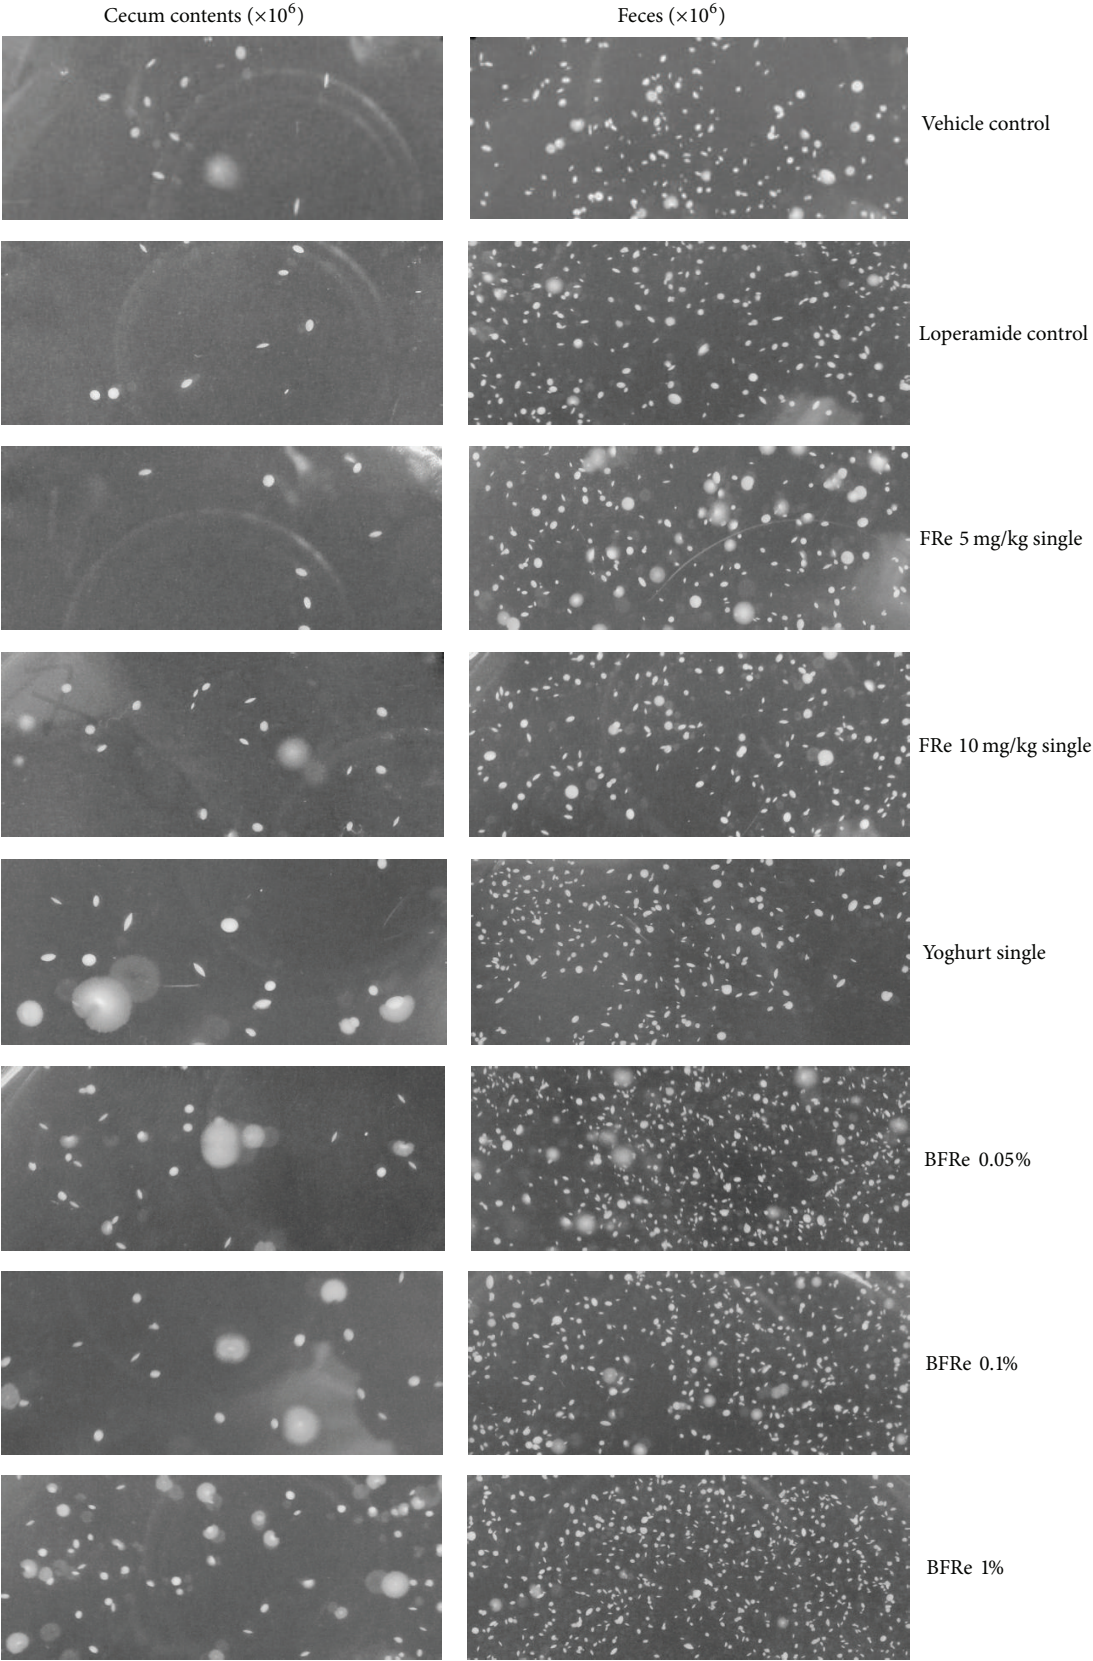 Cecum contents (×10⁶)
Feces (×10⁶)
Vehicle control
Loperamide control
FRe 5 mg/kg single
FRe 10 mg/kg single
Yoghurt single
BFRe 0.05%
BFRe 0.1%
BFRe 1%